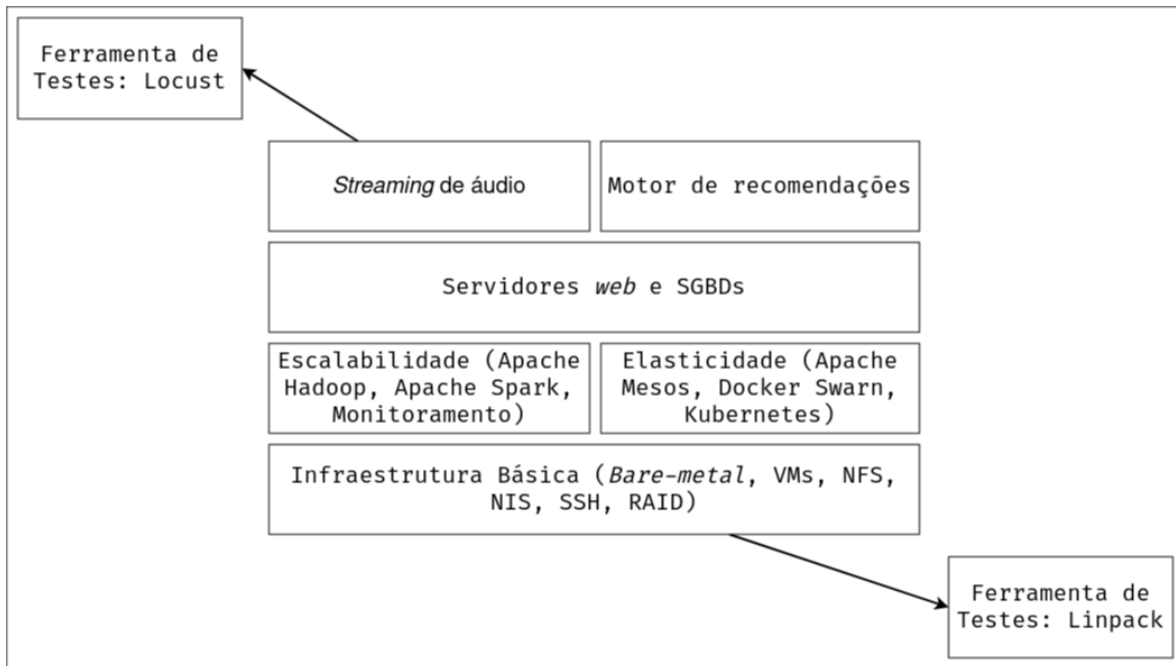 Ferramenta de
Testes: Locust
Streaming de áudio
Motor de recomendações
Servidores web e SGBDs
Escalabilidade (Apache
Hadoop, Apache Spark,
Monitoramento)
Elasticidade (Apache
Mesos, Docker Swarn,
Kubernetes)
Infraestrutura Básica (Bare-metal, VMs, NFS,
NIS, SSH, RAID)
Ferramenta de
Testes: Linpack